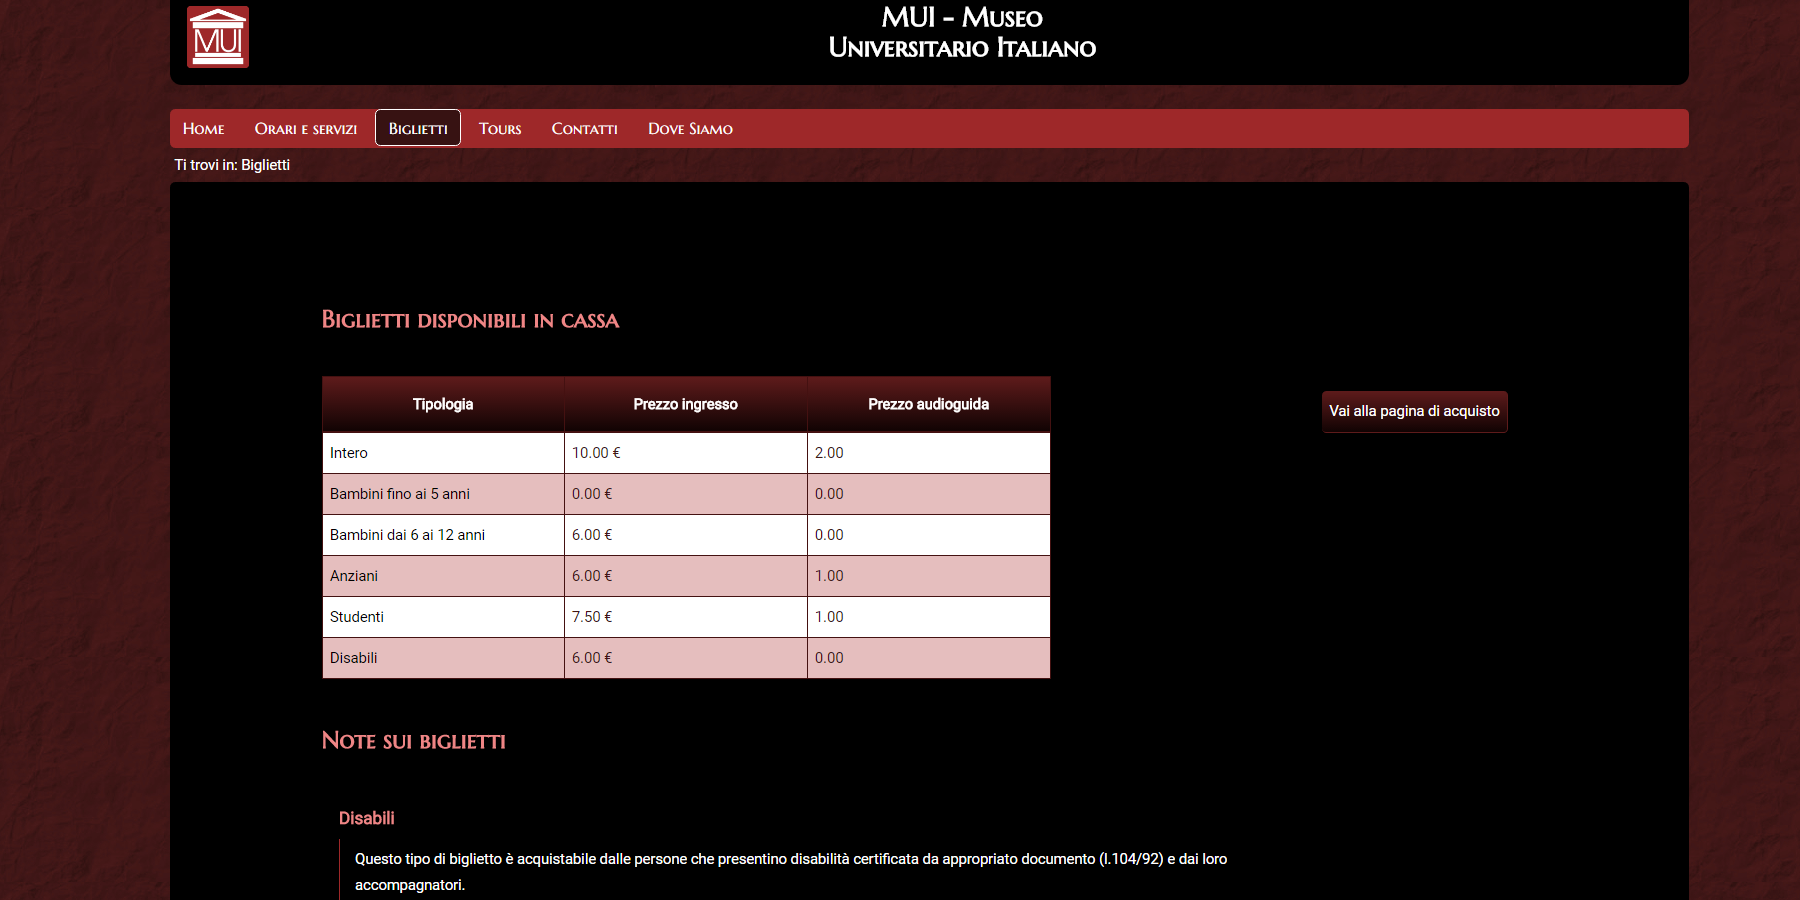 MUI
MUI - Museo
Universitario Italiano
Home Orari e servizi Biglietti Tours Contatti Dove Siamo
Ti trovi in: Biglietti
Biglietti disponibili in cassa
Tipologia Prezzo ingresso Prezzo audioguida
Vai alla pagina di acquisto
Intero 10.00 € 2.00
Bambini fino ai 5 anni 0.00 € 0.00
Bambini dai 6 ai 12 anni 6.00 € 0.00
Anziani 6.00 € 1.00
Studenti 7.50 € 1.00
Disabili 6.00 € 0.00
Note sui biglietti
Disabili
Questo tipo di biglietto è acquistabile dalle persone che presentino disabilità certificata da appropriato documento (l.104/92) e dai loro
accompagnatori.